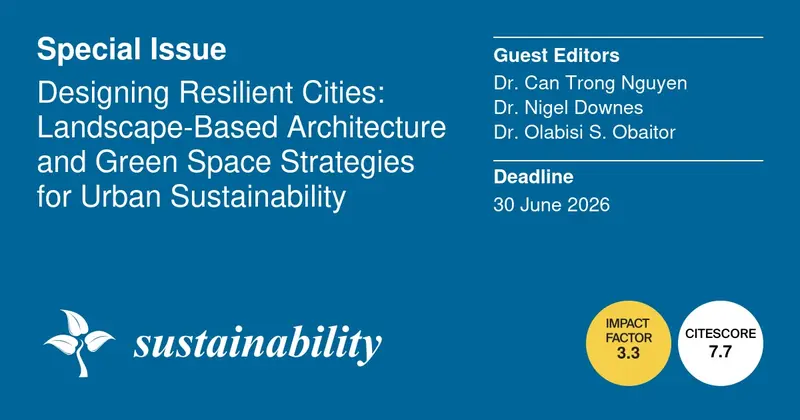 Special Issue
Designing Resilient Cities:
Landscape-Based Architecture
and Green Space Strategies
for Urban Sustainability
Guest Editors
Dr. Can Trong Nguyen
Dr. Nigel Downes
Dr. Olabisi S. Obaitor
Deadline
30 June 2026
sustainability
IMPACT
FACTOR
3.3
CITESCORE
7.7